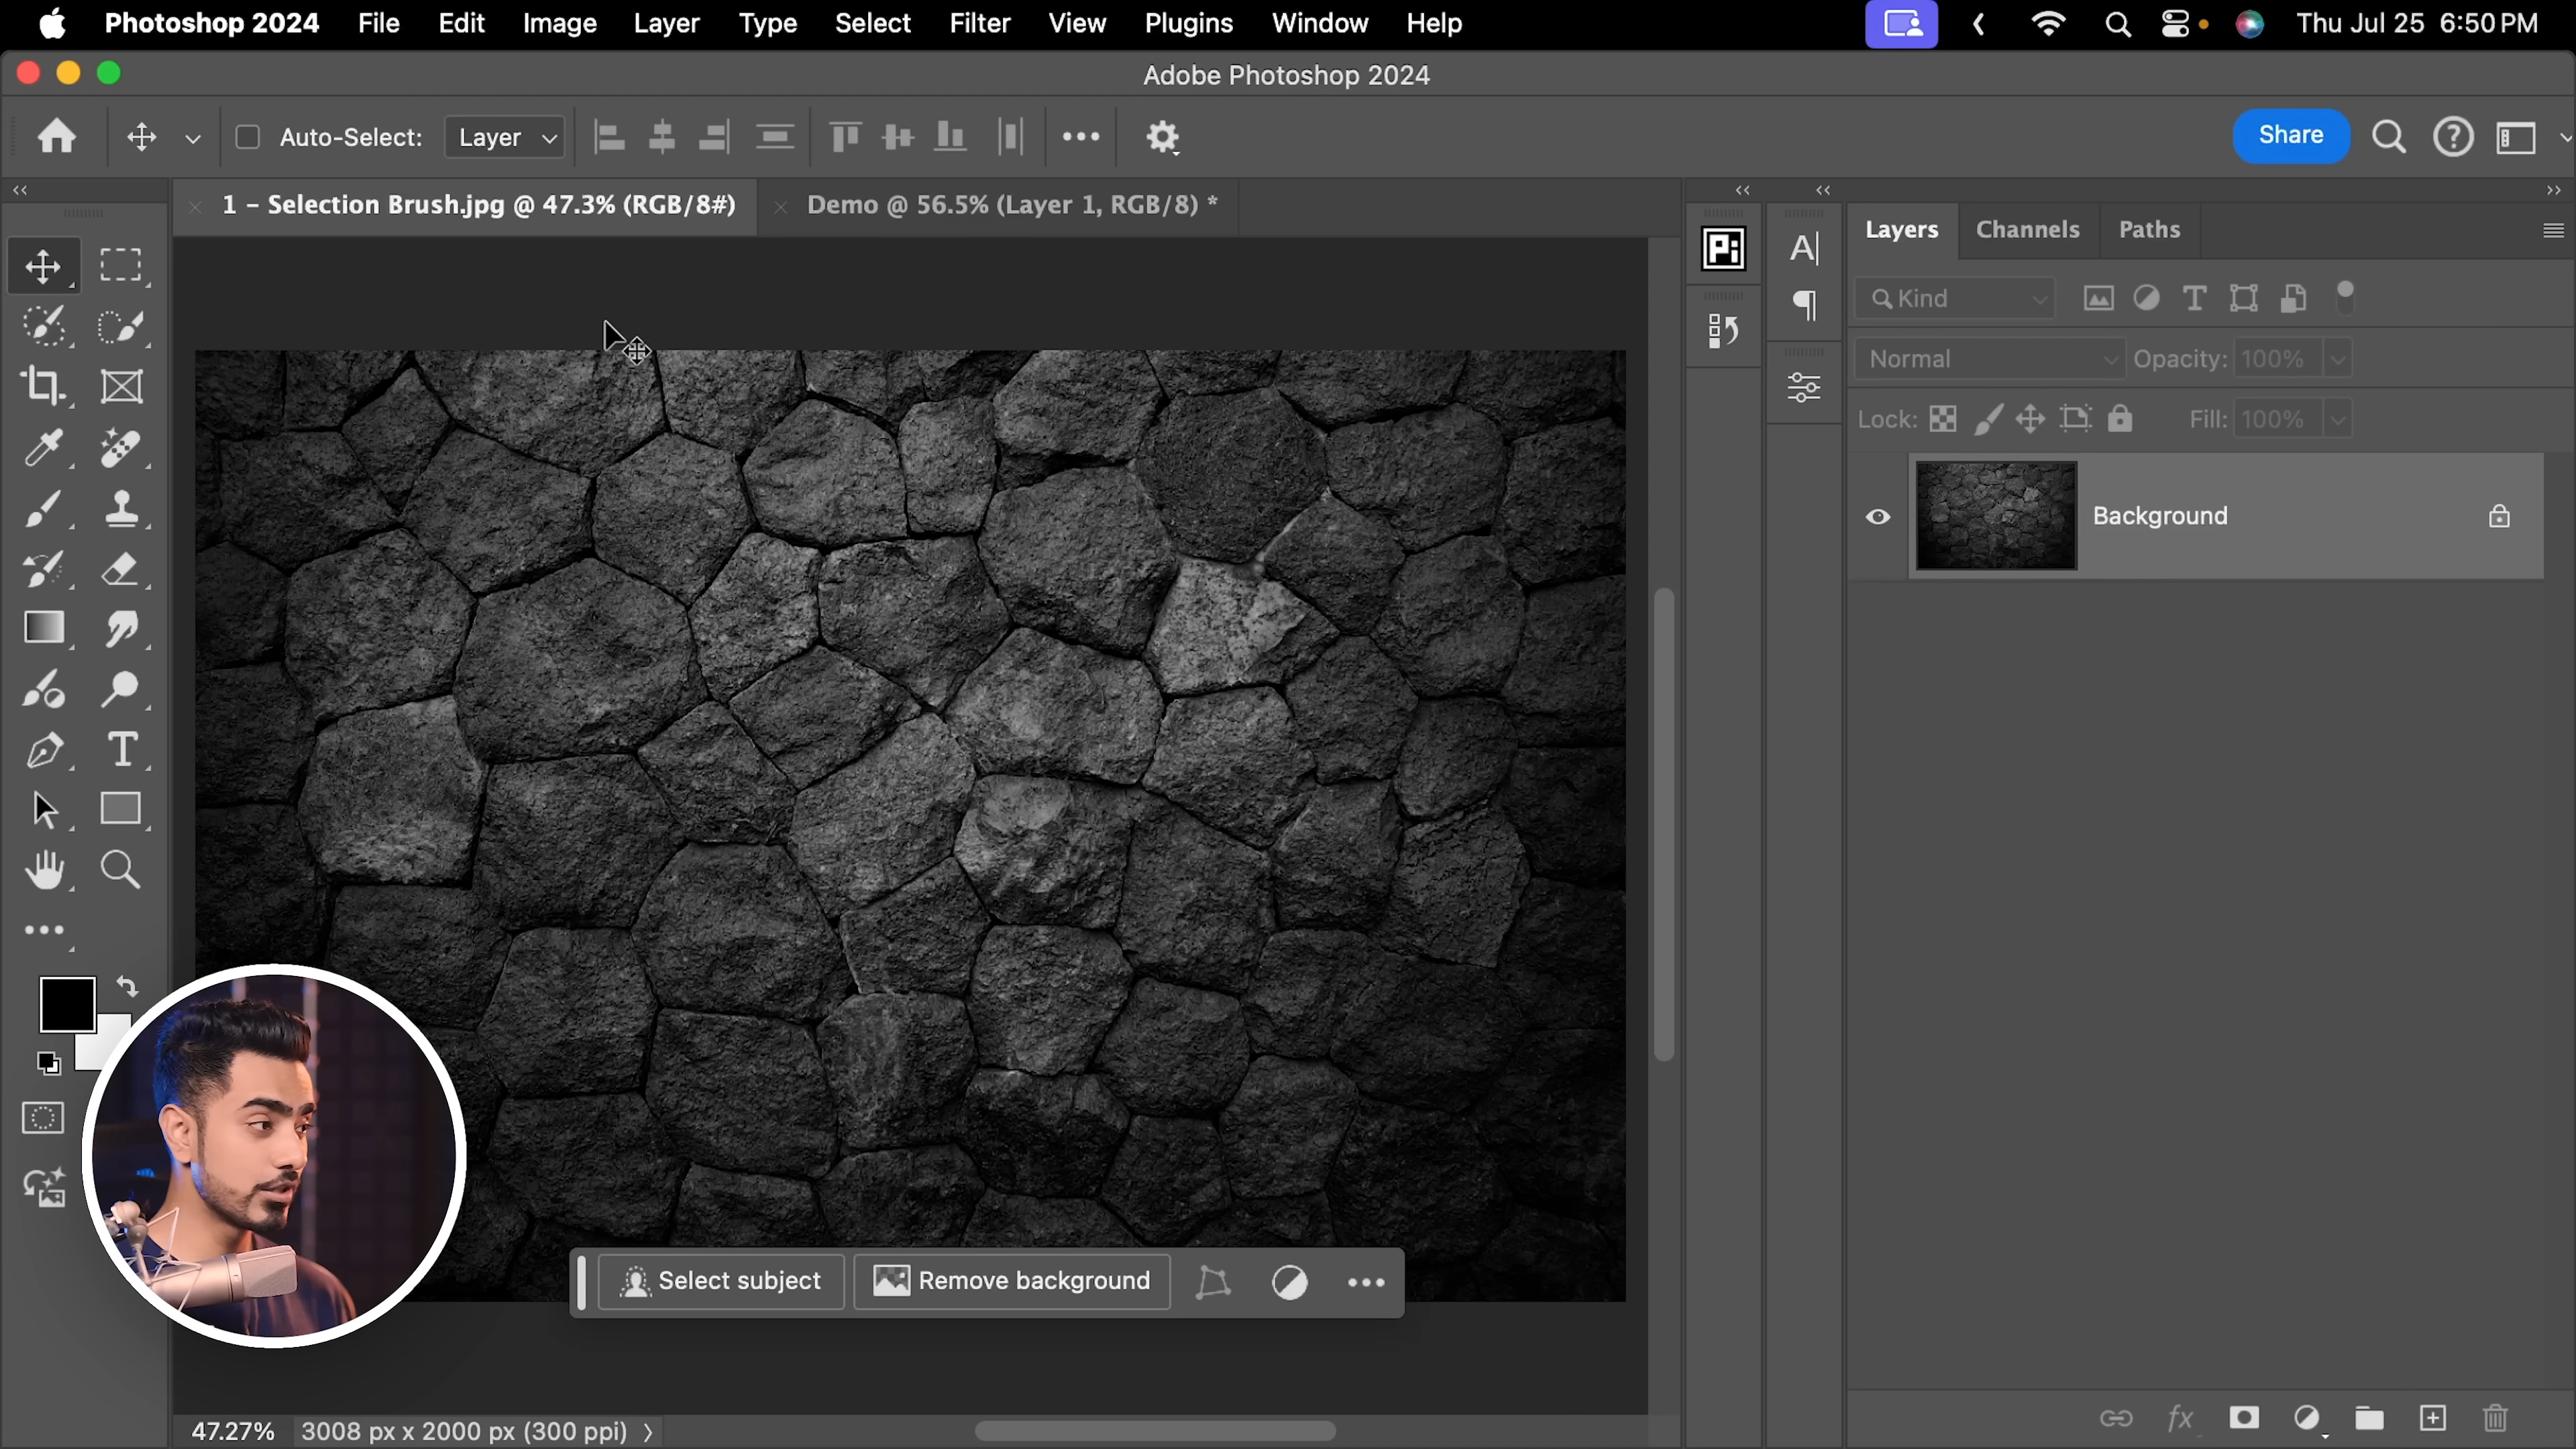 Photoshop 2024 File Edit Image Layer Type Select Filter View Plugins Window Help Thu Jul 25 6:50 PM
Adobe Photoshop 2024
Auto-Select: Layer Share
1 – Selection Brush.jpg @ 47.3% (RGB/8#) Demo @ 56.5% (Layer 1, RGB/8) *
Pi A Layers Channels Paths
Kind
Normal Opacity: 100%
Lock: Fill: 100%
Background
Select subject Remove background
47.27% 3008 px x 2000 px (300 ppi) fx